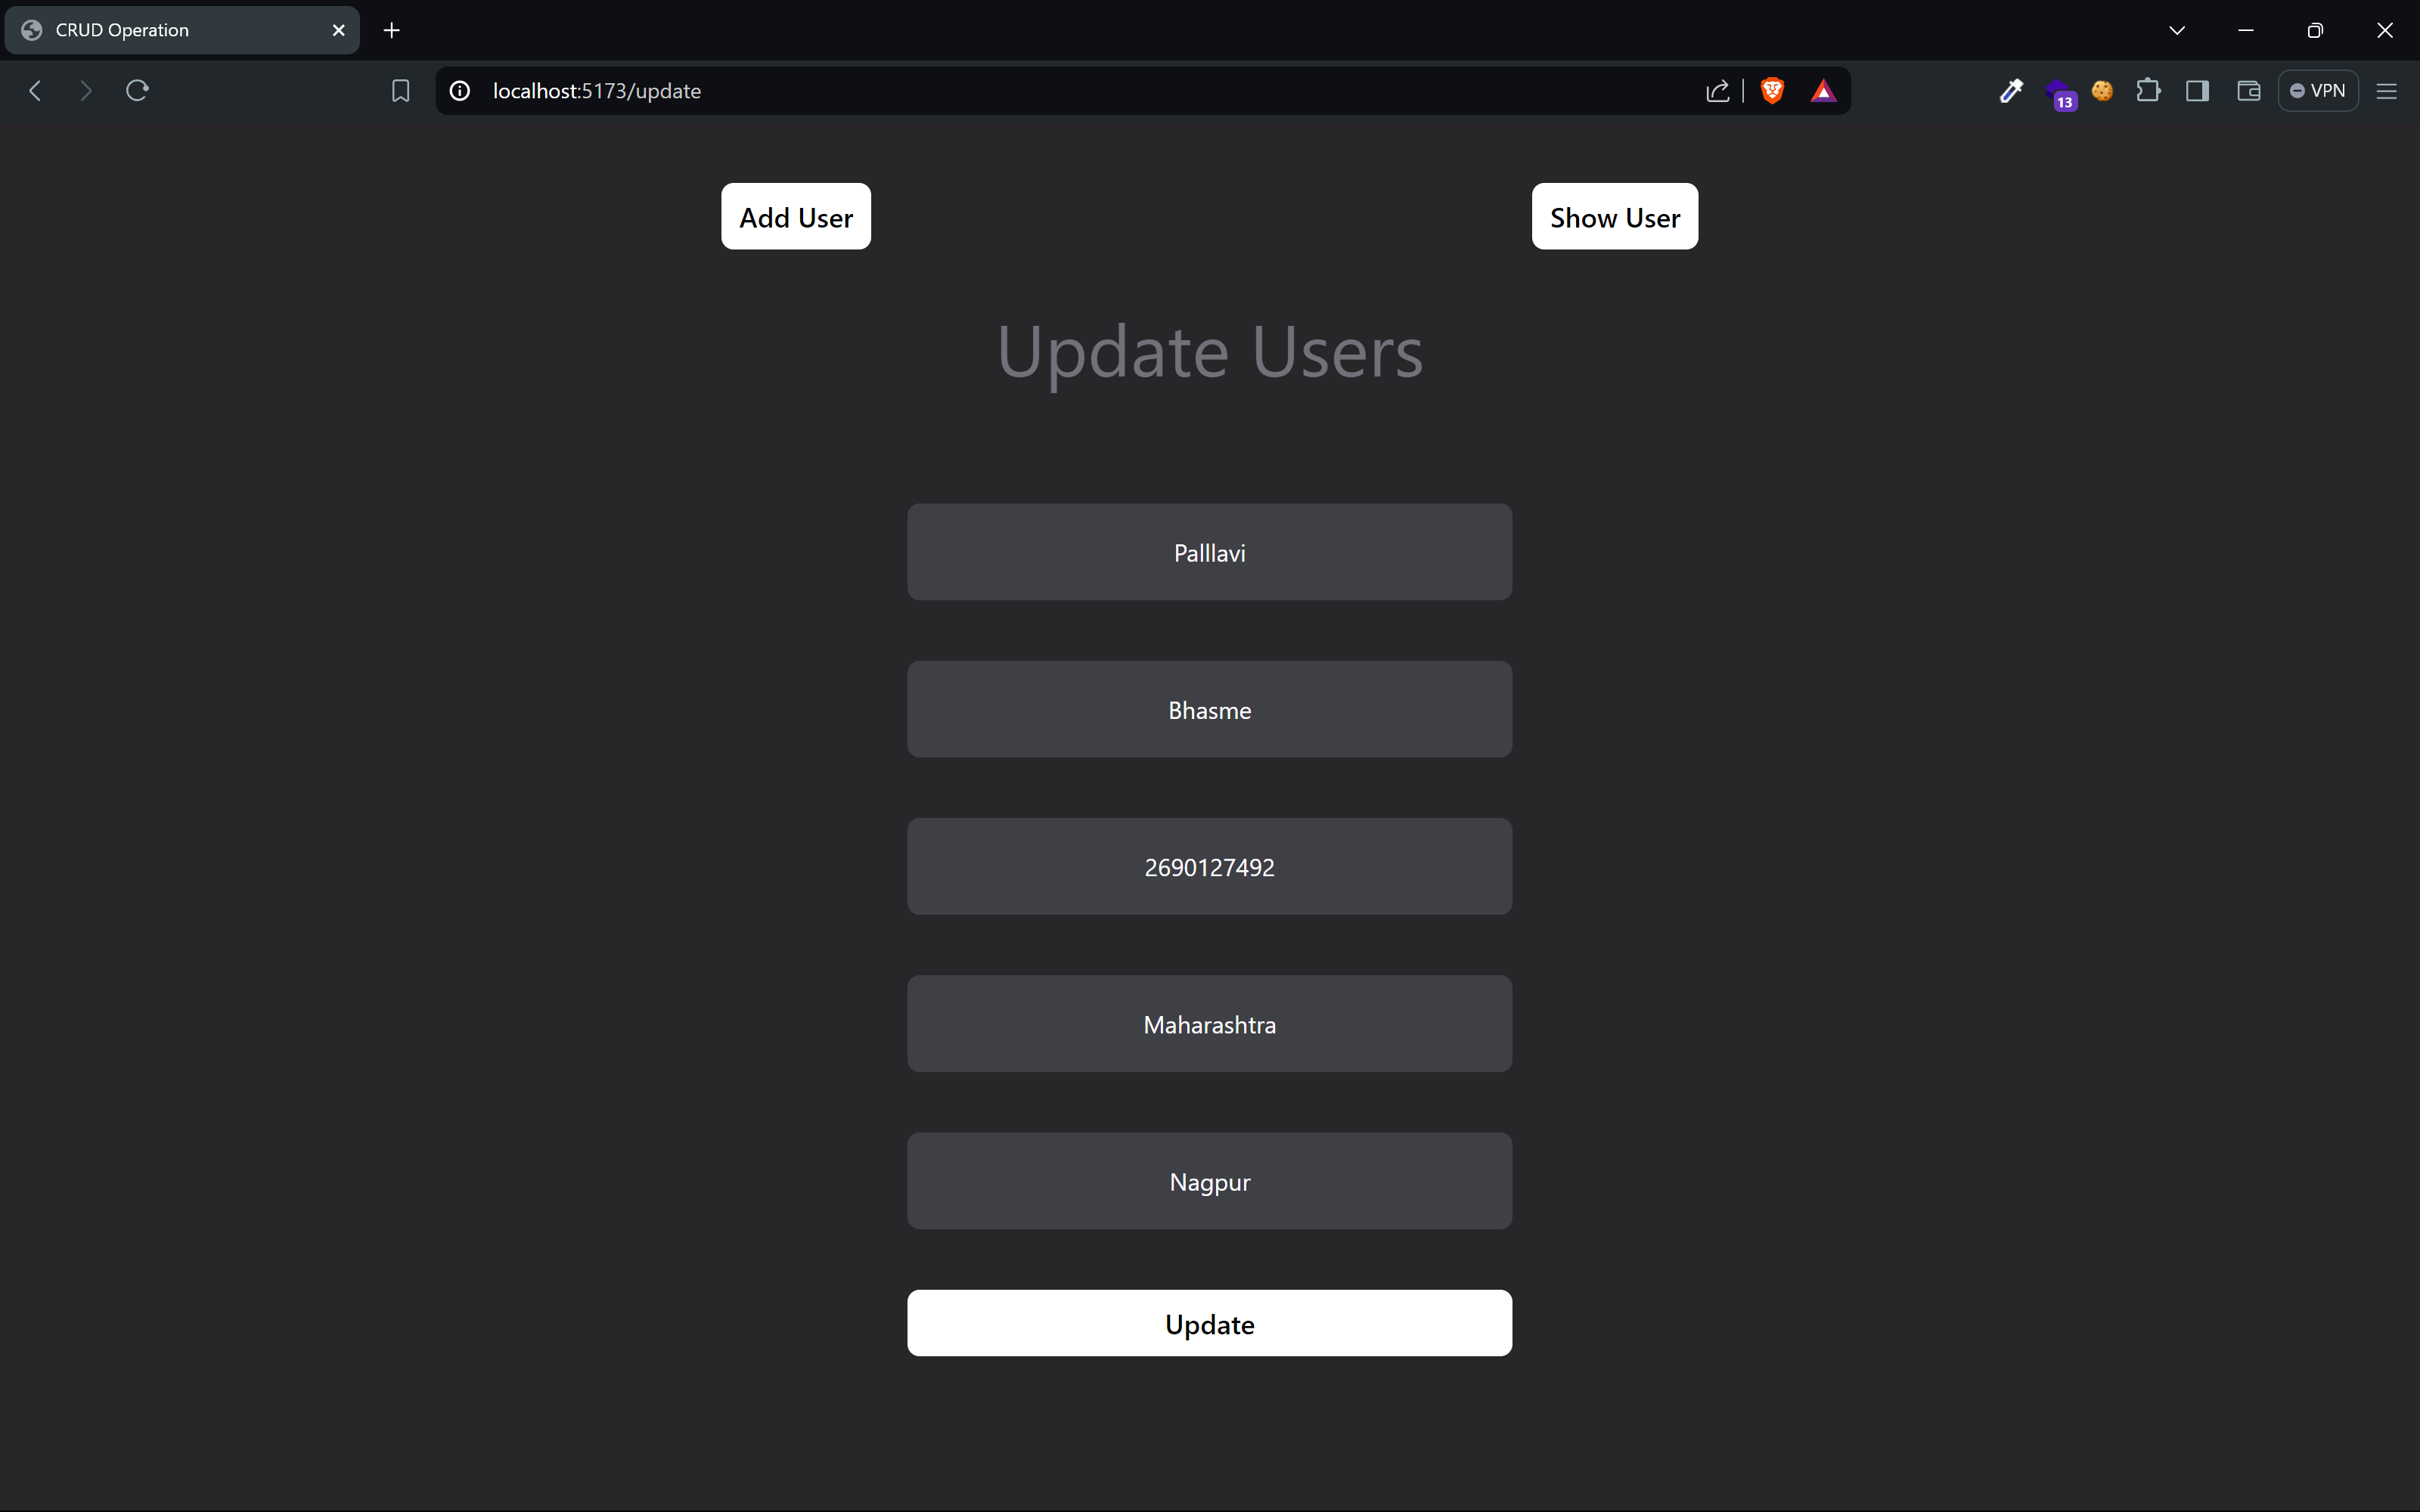 CRUD Operation
localhost:5173/update
13
VPN
Add User
Show User
Update Users
Palllavi
Bhasme
2690127492
Maharashtra
Nagpur
Update